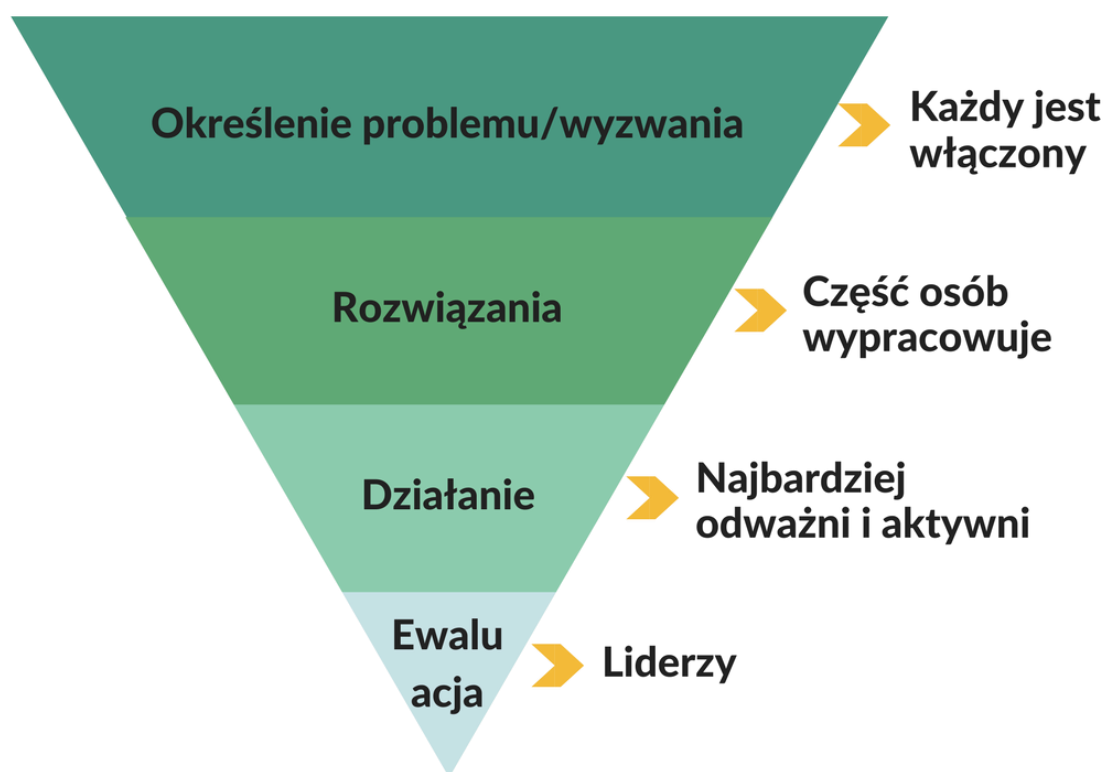 Określenie problemu/wyzwania
Każdy jest
włączony
Rozwiązania
Część osób
wypracowuje
Działanie
Najbardziej
odważni i aktywni
Ewalu
acja
Liderzy